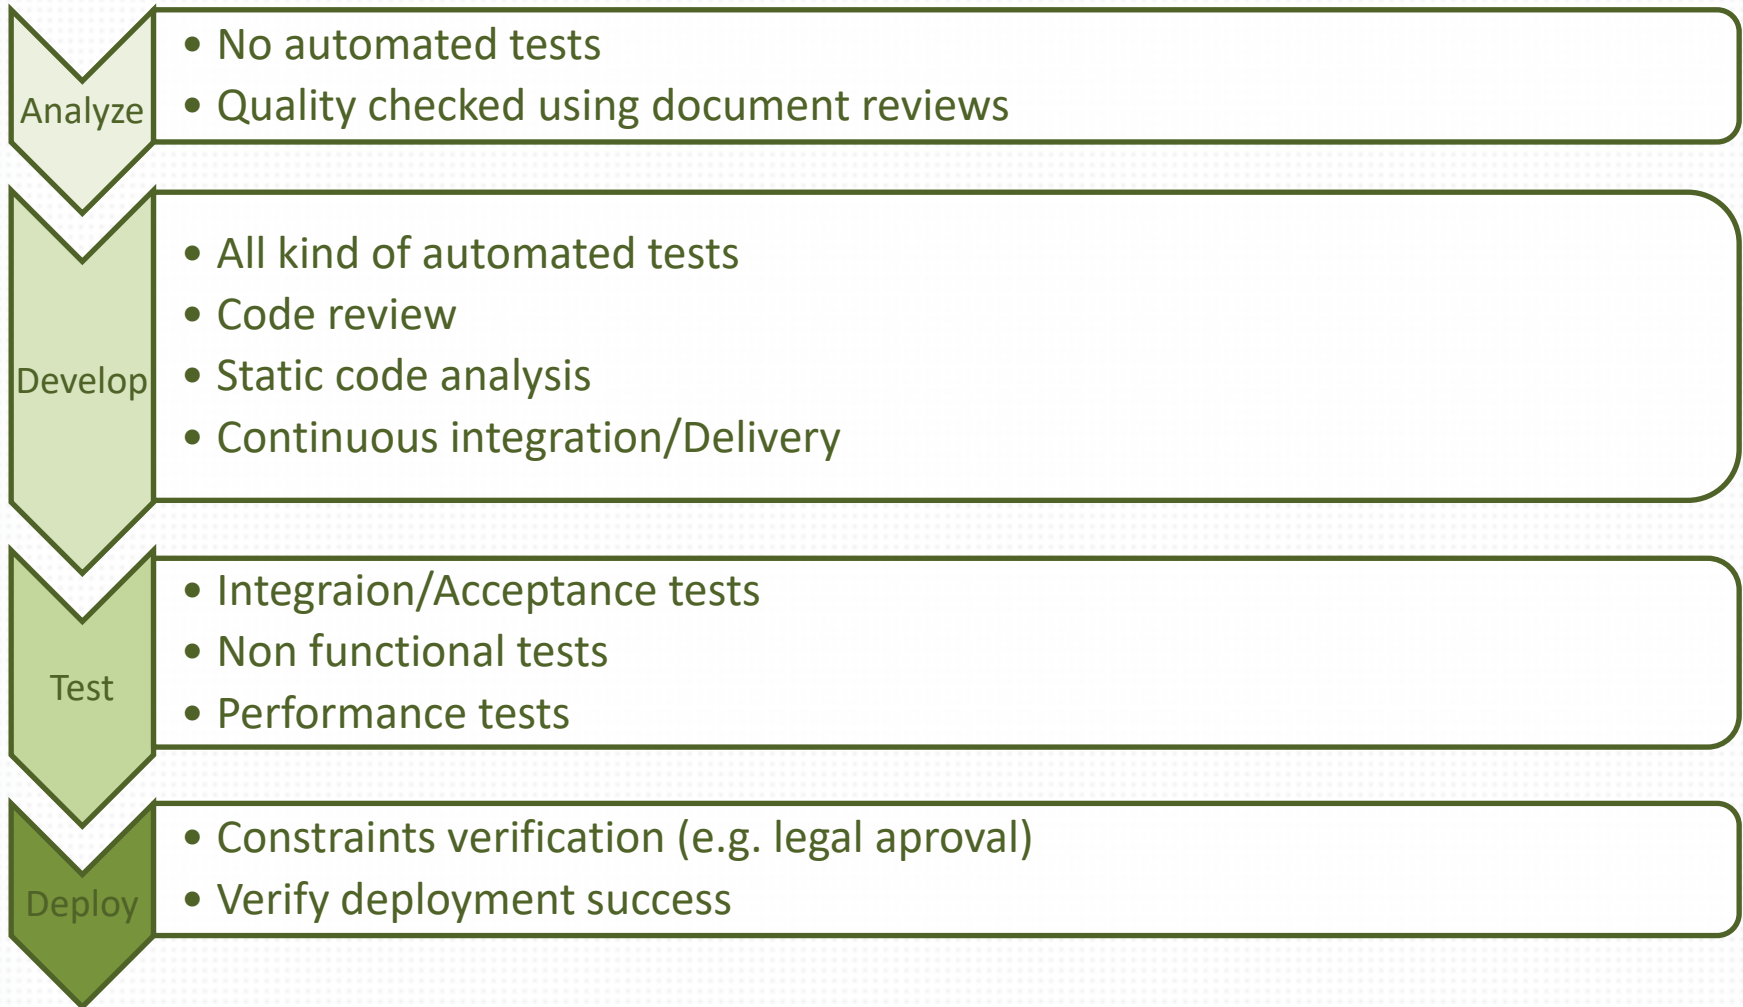 Analyze
• No automated tests
• Quality checked using document reviews
Develop
• All kind of automated tests
• Code review
• Static code analysis
• Continuous integration/Delivery
Test
• Integraion/Acceptance tests
• Non functional tests
• Performance tests
Deploy
• Constraints verification (e.g. legal aproval)
• Verify deployment success